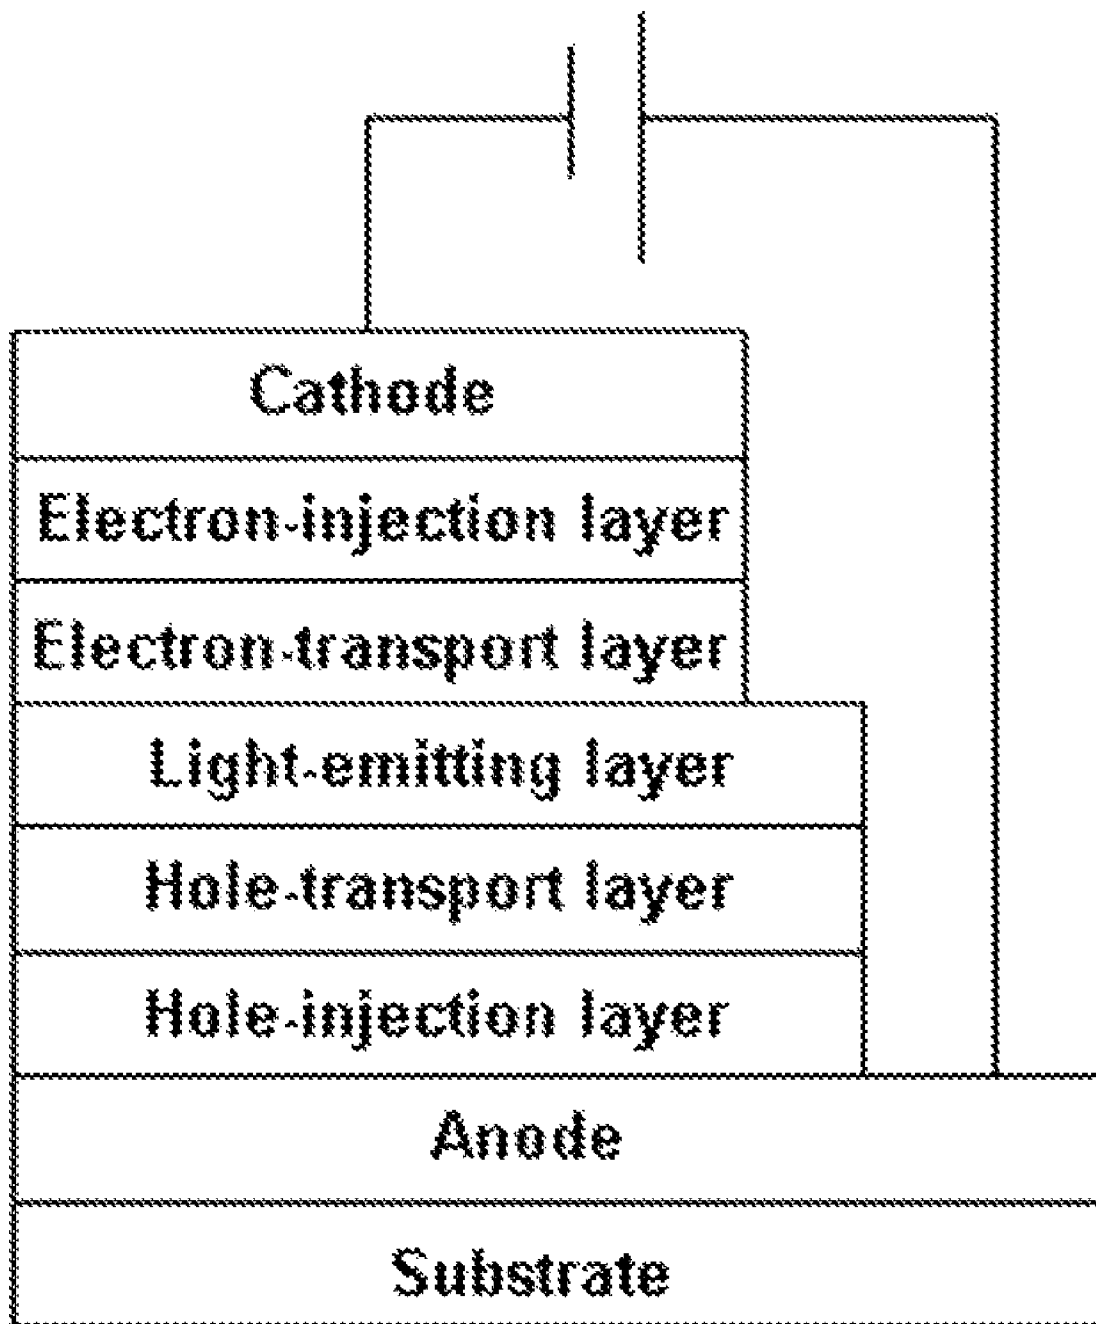 Cathode
Electron-injection layer
Electron-transport layer
Light-emitting layer
Hole-transport layer
Hole-injection layer
Anode
Substrate